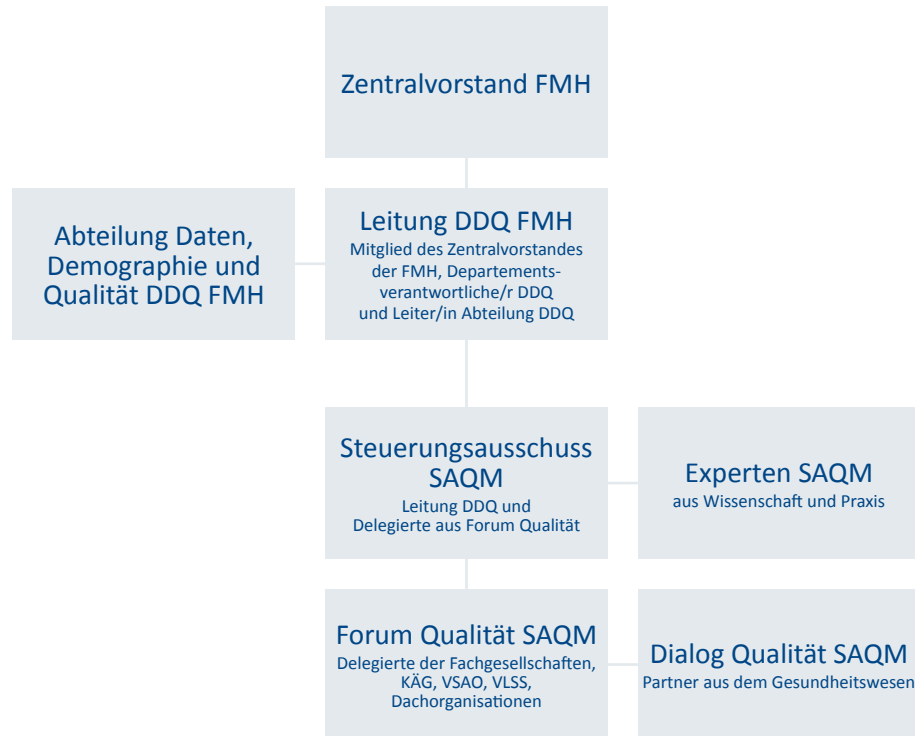 Zentralvorstand FMH
Abteilung Daten,
Demographie und
Qualität DDQ FMH
Leitung DDQ FMH
Mitglied des Zentralvorstandes
der FMH, Departements-
verantwortliche/r DDQ
und Leiter/in Abteilung DDQ
Steuerungsausschuss
SAQM
Leitung DDQ und
Delegierte aus Forum Qualität
Experten SAQM
aus Wissenschaft und Praxis
Forum Qualität SAQM
Delegierte der Fachgesellschaften,
KÄG, VSAO, VLSS,
Dachorganisationen
Dialog Qualität SAQM
Partner aus dem Gesundheitswesen